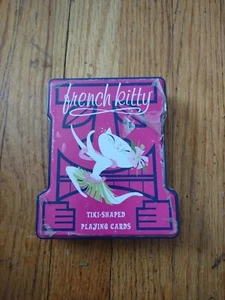 french kitty
TIKI-SHAPED
PLAYING CARDS